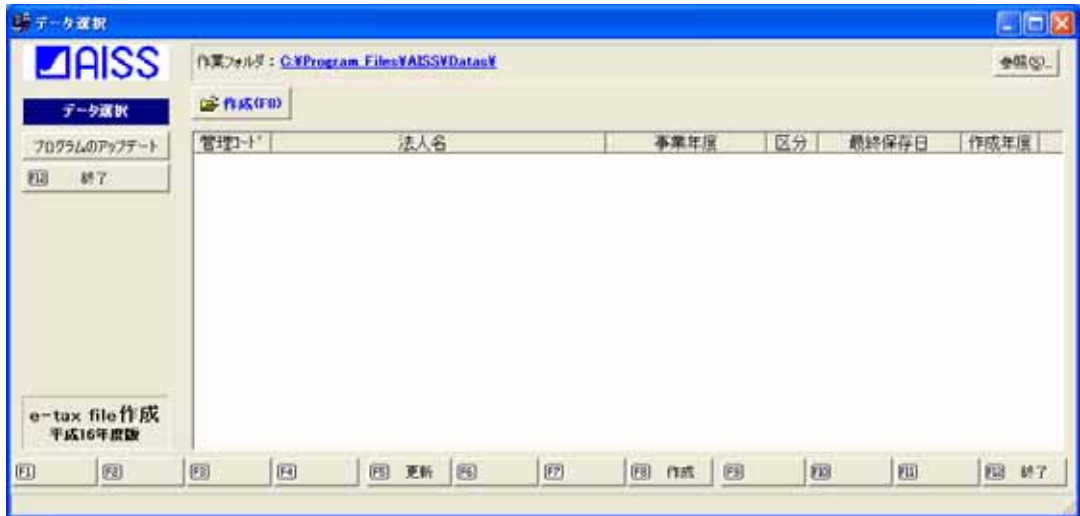 データ選択
AISS
作業フォルダ : C:¥Program Files¥AISS¥Datas¥
参照(S)...
データ選択
作成(F8)
プログラムのアップデート
管理コード 法人名 事業年度 区分 最終保存日 作成年度
F12 終了
e-tax file作成
平成16年度版
F1 F2 F3 F4 F5 更新 F6 F7 F8 作成 F9 F10 F11 F12 終了